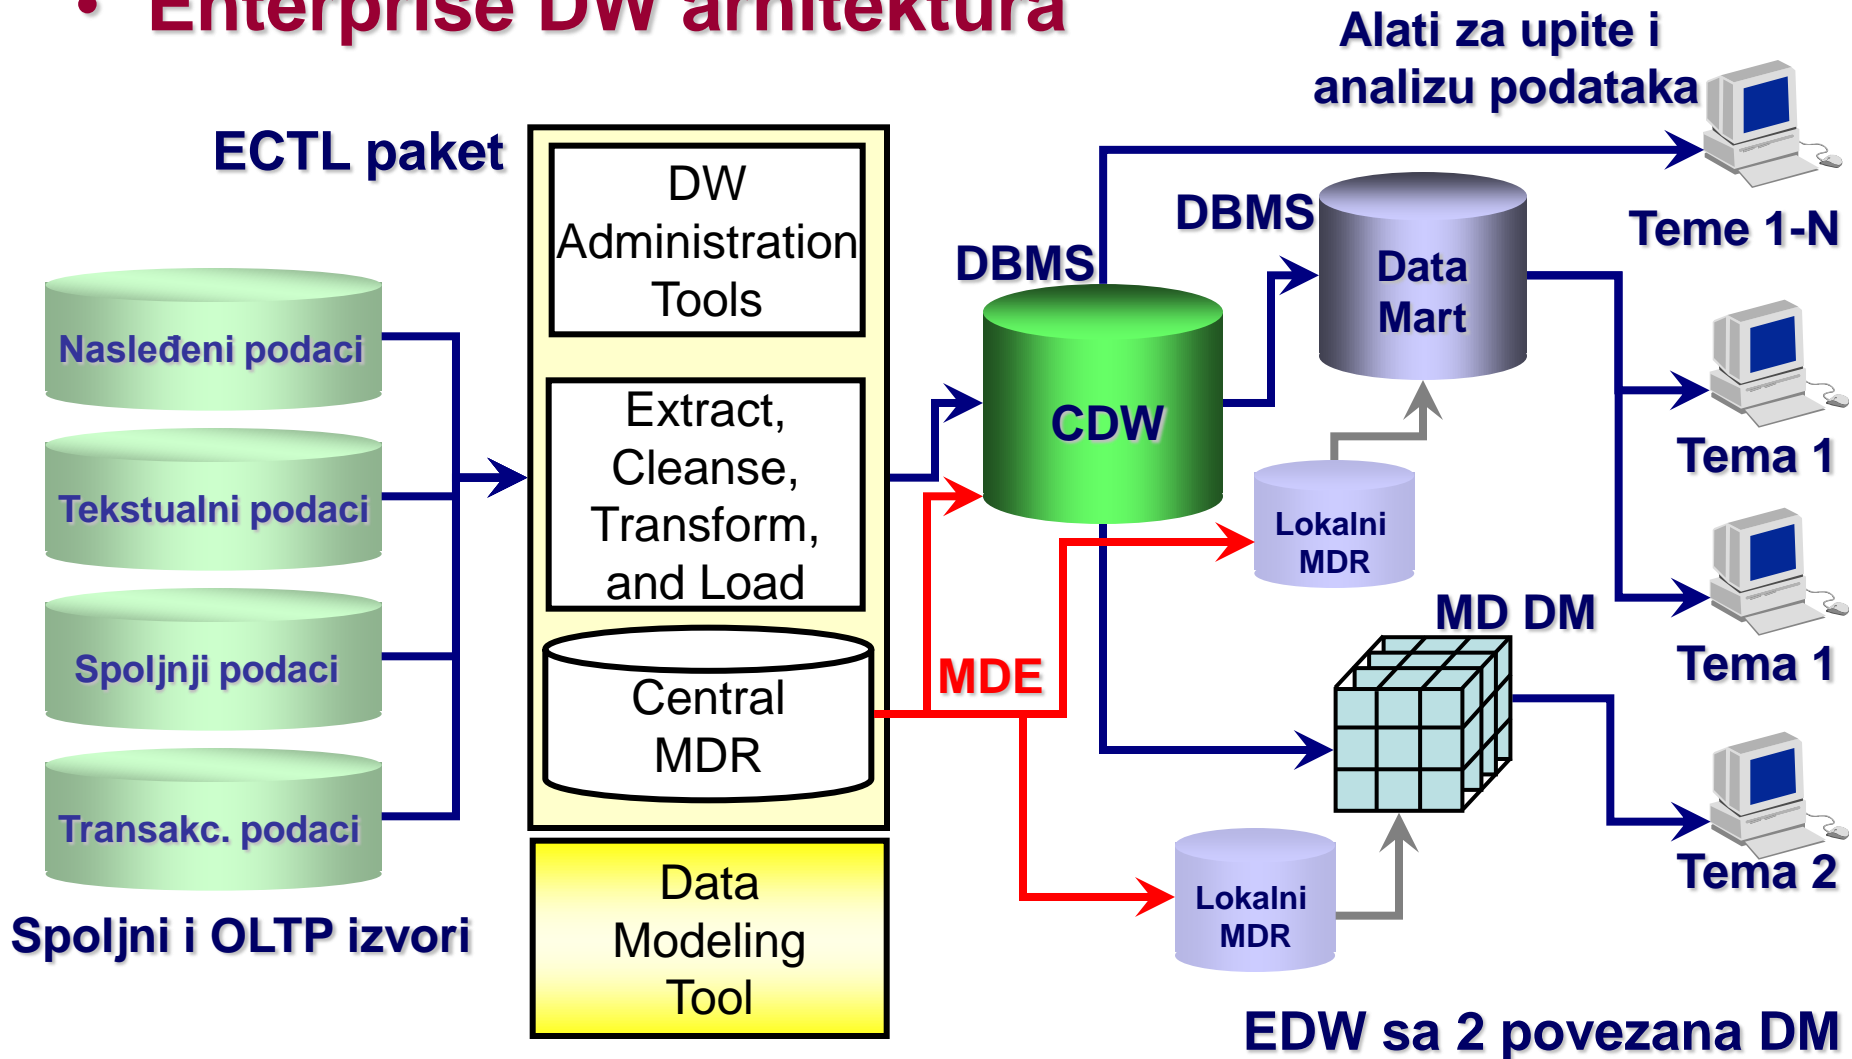 • Enterprise DW arhitektura
Alati za upite i
analizu podataka
ECTL paket
DW
Administration
Tools
DBMS
DBMS
Teme 1-N
Data
Mart
Nasleđeni podaci
Extract,
Cleanse,
Transform,
and Load
CDW
Tema 1
Tekstualni podaci
Lokalni
MDR
MD DM
Spoljnji podaci
Central
MDR
MDE
Tema 1
Transakc. podaci
Data
Modeling
Tool
Lokalni
MDR
Tema 2
Spoljni i OLTP izvori
EDW sa 2 povezana DM